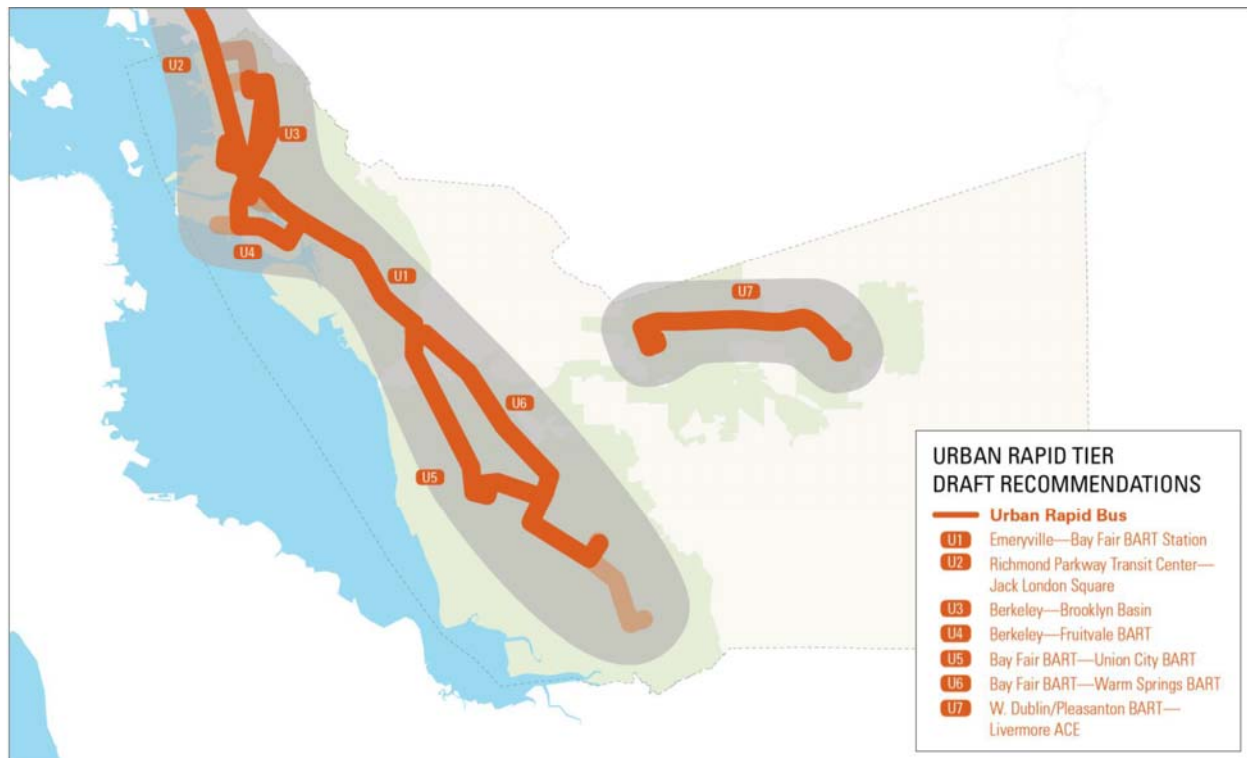 U2
U3
U4
U1
U7
U6
U5
URBAN RAPID TIER
DRAFT RECOMMENDATIONS
Urban Rapid Bus
U1 Emeryville—Bay Fair BART Station
U2 Richmond Parkway Transit Center—
Jack London Square
U3 Berkeley—Brooklyn Basin
U4 Berkeley—Fruitvale BART
U5 Bay Fair BART—Union City BART
U6 Bay Fair BART—Warm Springs BART
U7 W. Dublin/Pleasanton BART—
Livermore ACE